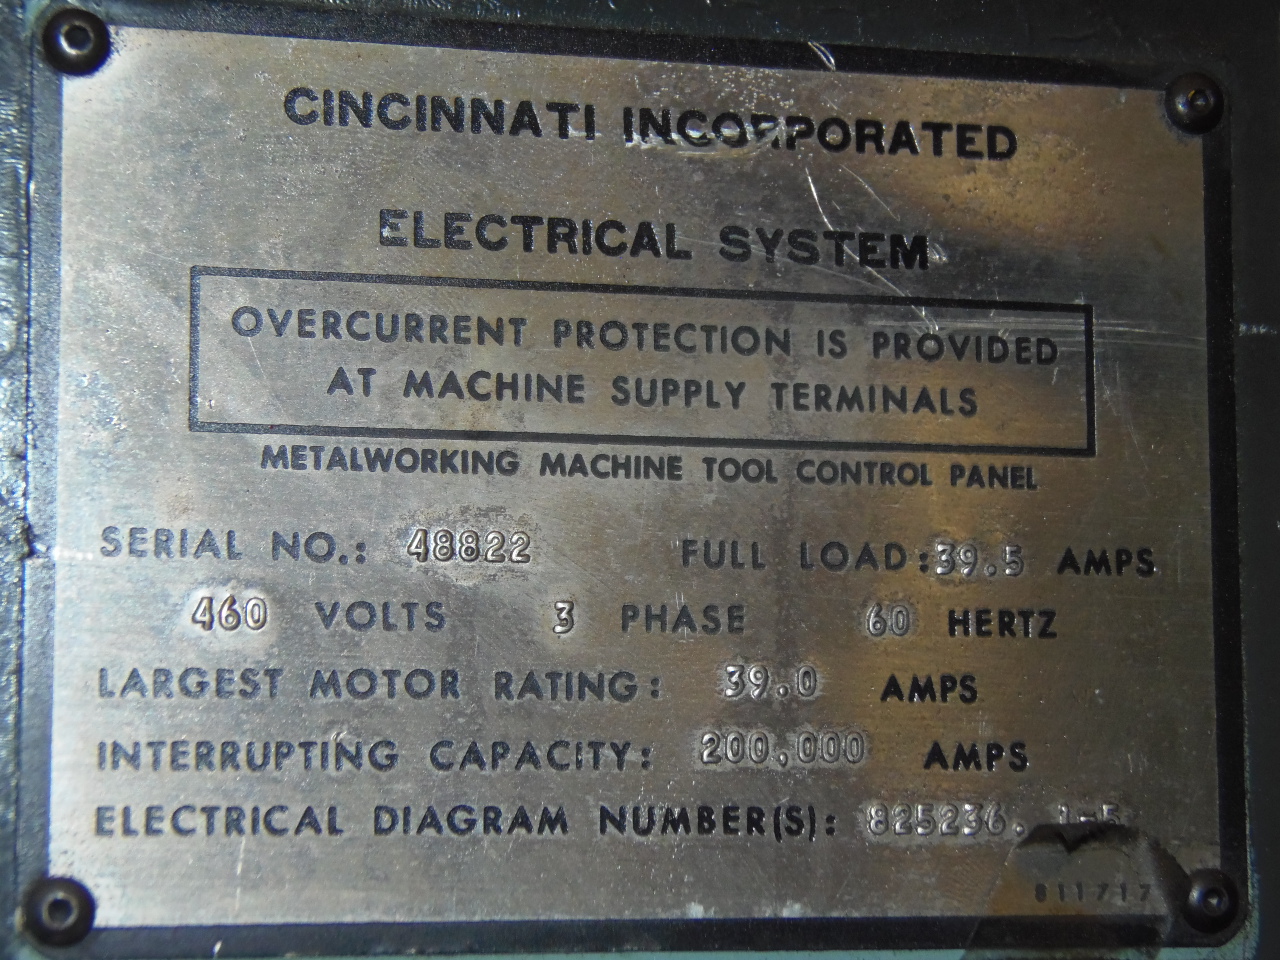 CINCINNATI INCORPORATED
ELECTRICAL SYSTEM
OVERCURRENT PROTECTION IS PROVIDED
AT MACHINE SUPPLY TERMINALS
METALWORKING MACHINE TOOL CONTROL PANEL
SERIAL NO.: 48822 FULL LOAD: 39.5 AMPS
460 VOLTS 3 PHASE 60 HERTZ
LARGEST MOTOR RATING: 39.0 AMPS
INTERRUPTING CAPACITY: 200,000 AMPS
ELECTRICAL DIAGRAM NUMBER(S): 825236. 1-5
811717